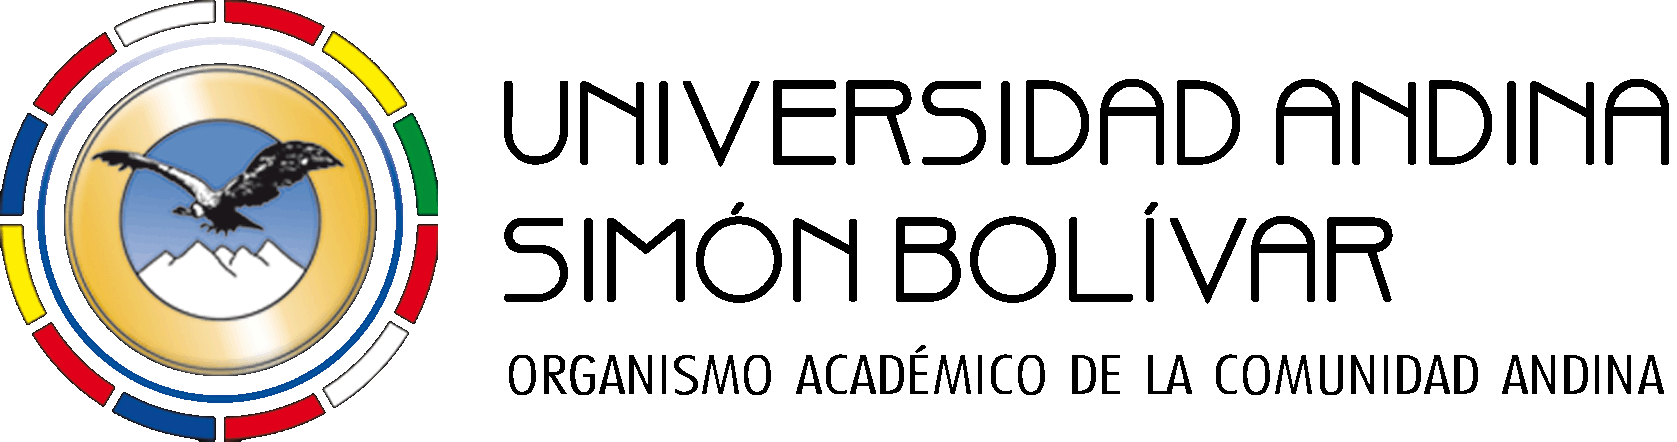 UNIVERSIDAD ANDINA
SIMÓN BOLÍVAR
ORGANISMO ACADÉMICO DE LA COMUNIDAD ANDINA